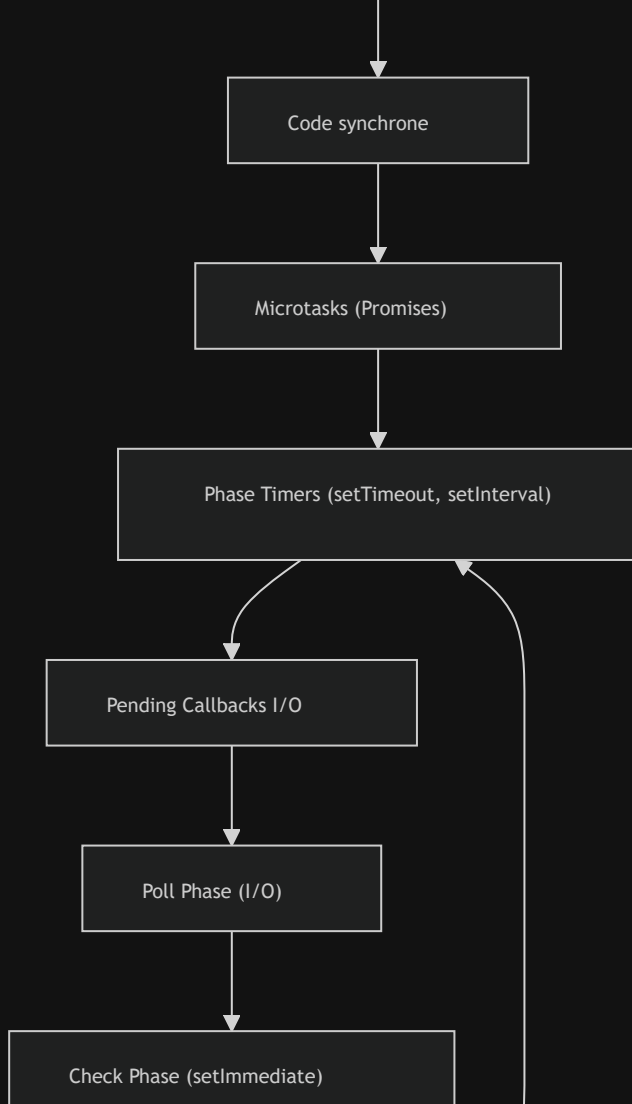 Code synchrone
Microtasks (Promises)
Phase Timers (setTimeout, setInterval)
Pending Callbacks I/O
Poll Phase (I/O)
Check Phase (setImmediate)